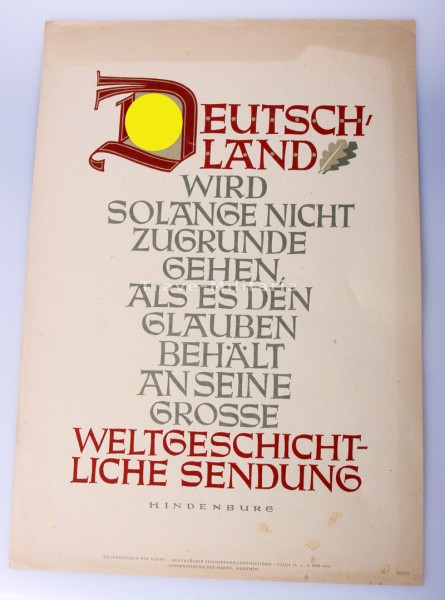 DEUTSCH-
LAND
WIRD
SOLANGE NICHT
ZUGRUNDE
GEHEN,
ALS ES DEN
GLAUBEN
BEHÄLT
AN SEINE
GROSSE
WELTGESCHICHT-
LICHE SENDUNG
HINDENBURG